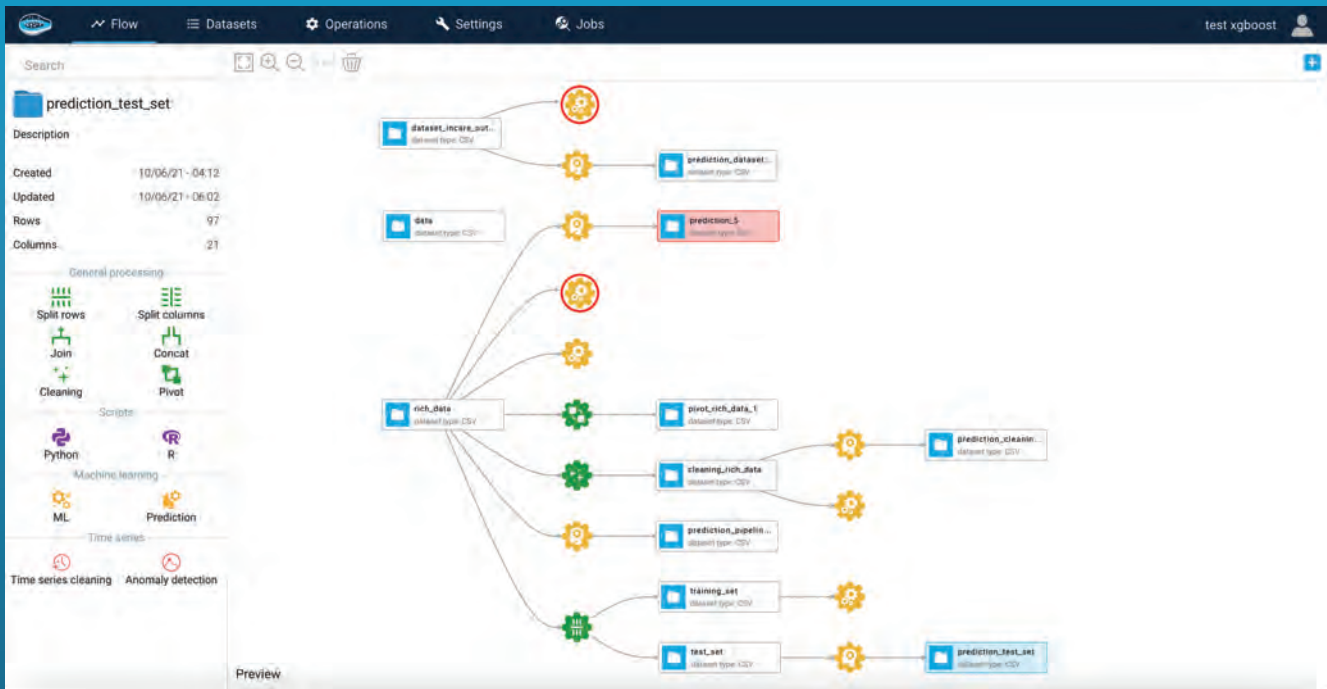 Flow Datasets Operations Settings Jobs test xgboost
Search
prediction_test_set
Description
Created 10/06/21 - 04:12
Updated 10/06/21 - 06:02
Rows 97
Columns 21
General processing
Split rows Split columns
Join Concat
Cleaning Pivot
Scripts
Python R
Machine learning
ML Prediction
Time series
Time series cleaning Anomaly detection
dataset_incare_out...
dataset type: CSV
prediction_dataset...
dataset type: CSV
data
dataset type: CSV
prediction_5
dataset type: CSV
rich_data
dataset type: CSV
pivot_rich_data_1
dataset type: CSV
cleaning_rich_data
dataset type: CSV
prediction_cleanin...
dataset type: CSV
prediction_pipelin...
dataset type: CSV
training_set
dataset type: CSV
test_set
dataset type: CSV
prediction_test_set
dataset type: CSV
Preview